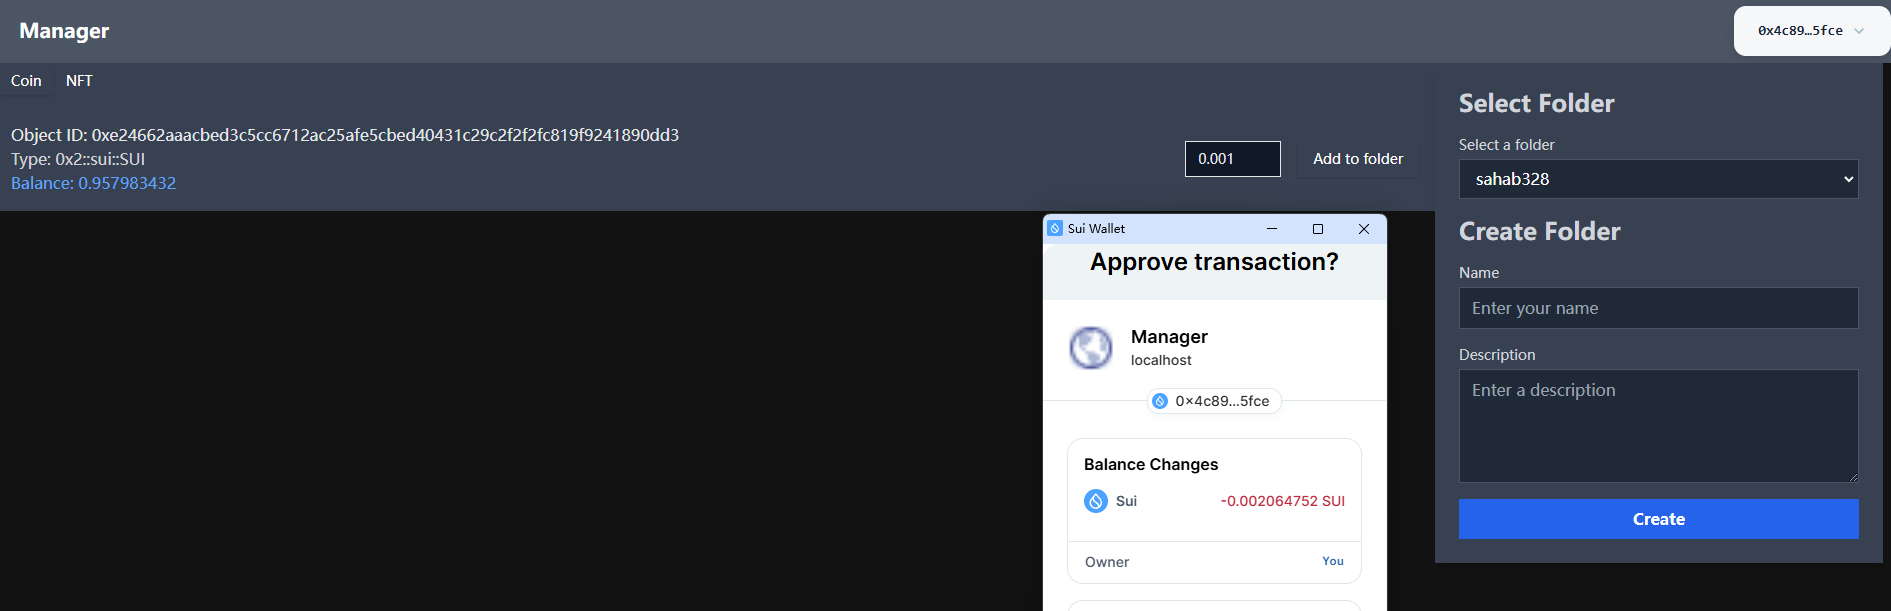 Manager
0x4c89…5fce
Coin NFT
Object ID: 0xe24662aaacbed3c5cc6712ac25afe5cbed40431c29c2f2f2fc819f9241890dd3
Type: 0x2::sui::SUI
Balance: 0.957983432
0.001
Add to folder
Select Folder
Select a folder
sahab328
Create Folder
Name
Enter your name
Description
Enter a description
Create
Sui Wallet
Approve transaction?
Manager
localhost
0×4c89…5fce
Balance Changes
Sui -0.002064752 SUI
Owner You